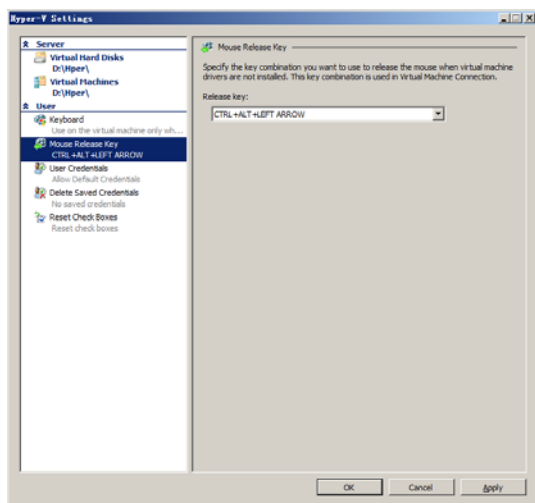 Hyper-V Settings
Server
Virtual Hard Disks
D:\Hper\
Virtual Machines
D:\Hper\
User
Keyboard
Use on the virtual machine only wh...
Mouse Release Key
CTRL+ALT+LEFT ARROW
User Credentials
Allow Default Credentials
Delete Saved Credentials
No saved credentials
Reset Check Boxes
Reset check boxes
Mouse Release Key
Specify the key combination you want to use to release the mouse when virtual machine
drivers are not installed. This key combination is used in Virtual Machine Connection.
Release key:
CTRL+ALT+LEFT ARROW
OK Cancel Apply